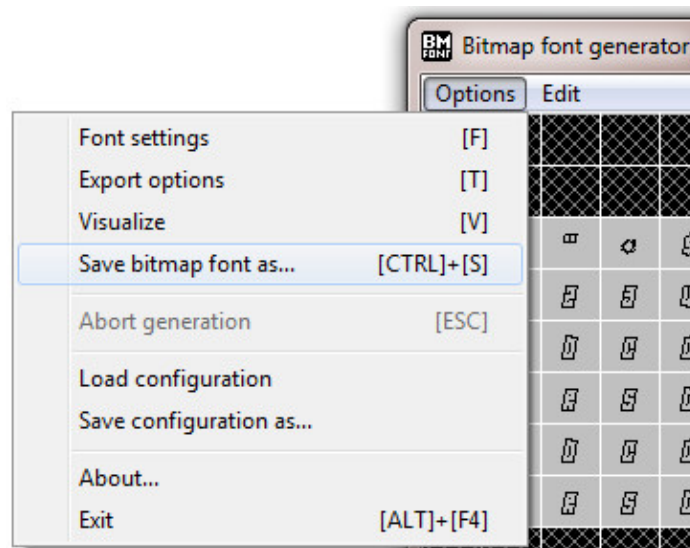 BM FONT Bitmap font generator
Options Edit
Font settings [F]
Export options [T]
Visualize [V]
Save bitmap font as... [CTRL]+[S]
Abort generation [ESC]
Load configuration
Save configuration as...
About...
Exit [ALT]+[F4]